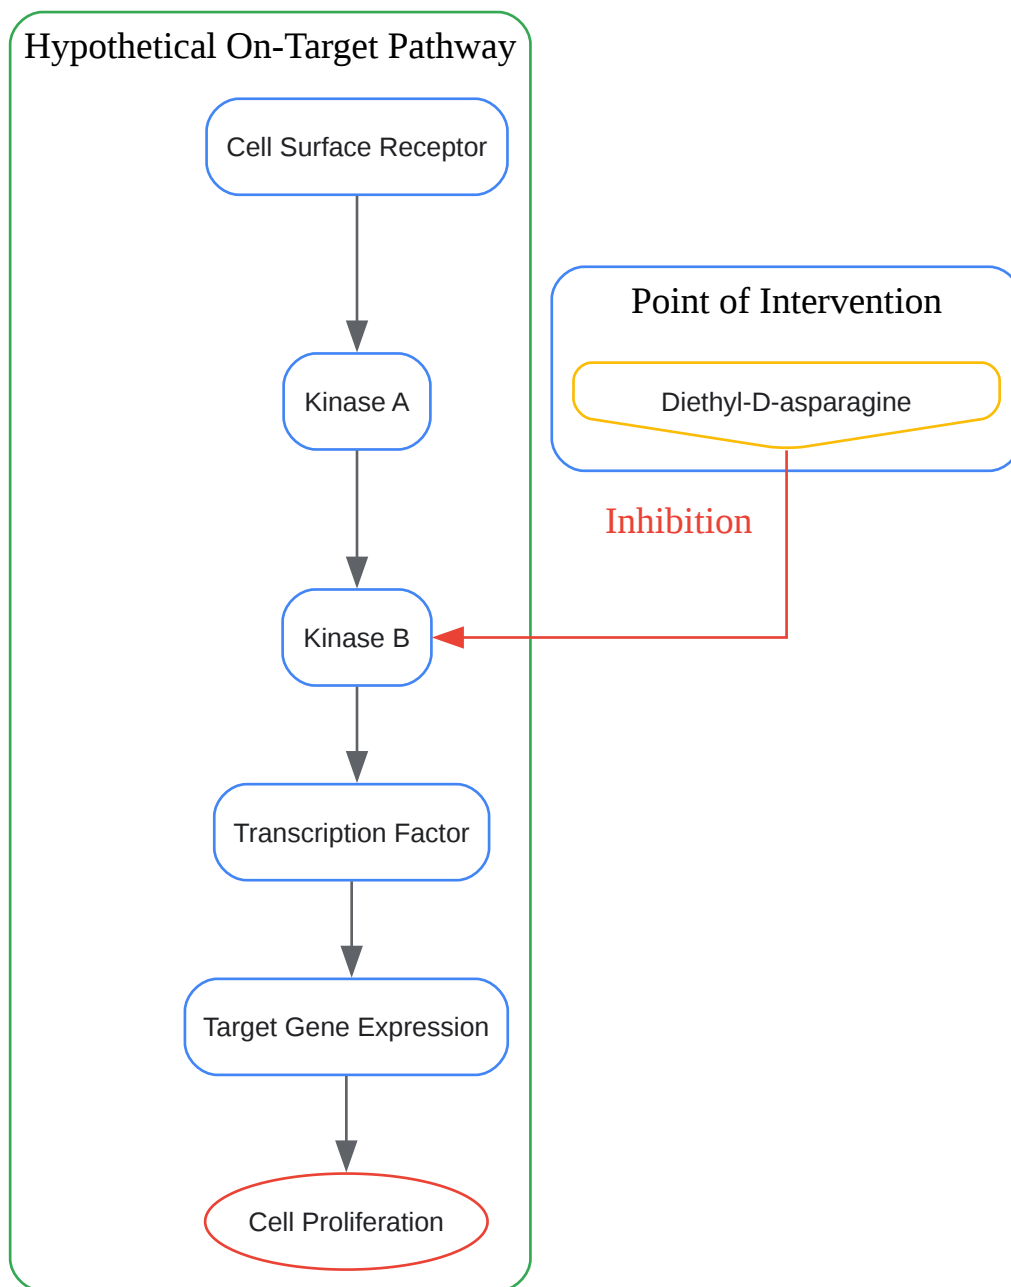 Hypothetical On-Target Pathway
Cell Surface Receptor
Point of Intervention
Kinase A
Diethyl-D-asparagine
Inhibition
Kinase B
Transcription Factor
Target Gene Expression
Cell Proliferation